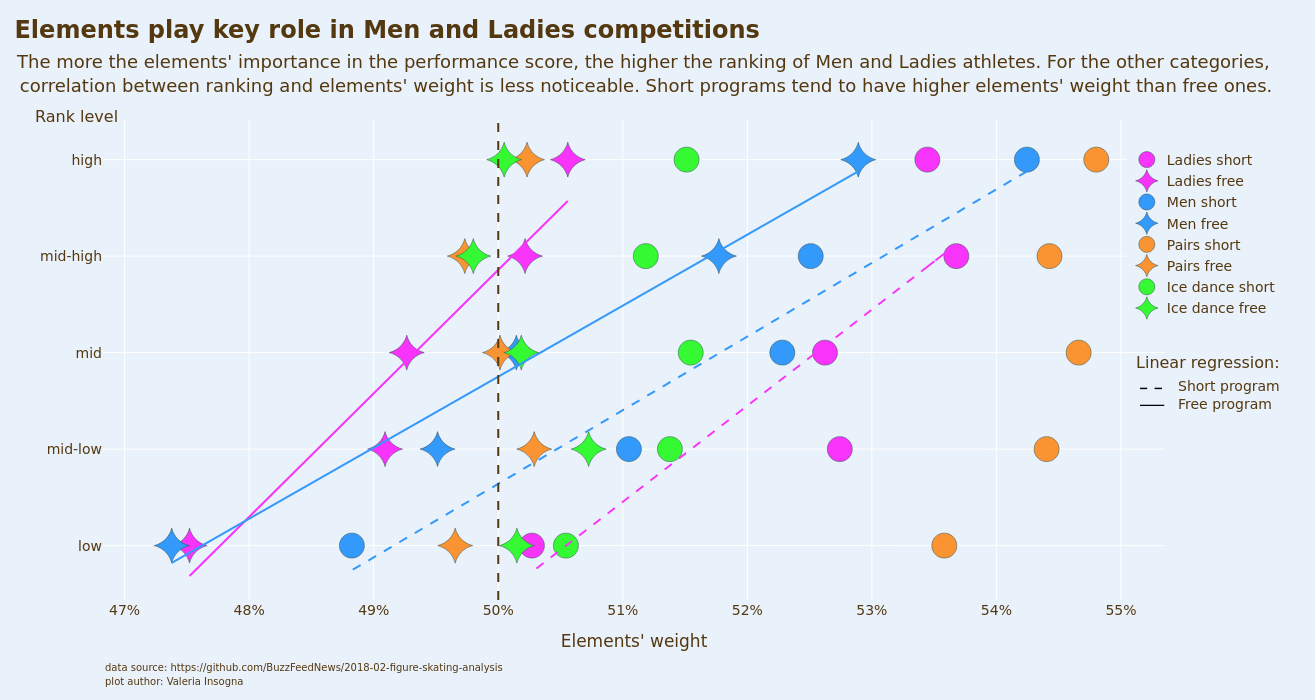 Elements play key role in Men and Ladies competitions
The more the elements' importance in the performance score, the higher the ranking of Men and Ladies athletes. For the other categories,
correlation between ranking and elements' weight is less noticeable. Short programs tend to have higher elements' weight than free ones.
Rank level
high
mid-high
mid
mid-low
low
47% 48% 49% 50% 51% 52% 53% 54% 55%
Elements' weight
Ladies short
Ladies free
Men short
Men free
Pairs short
Pairs free
Ice dance short
Ice dance free
Linear regression:
Short program
Free program
data source: https://github.com/BuzzFeedNews/2018-02-figure-skating-analysis
plot author: Valeria Insogna